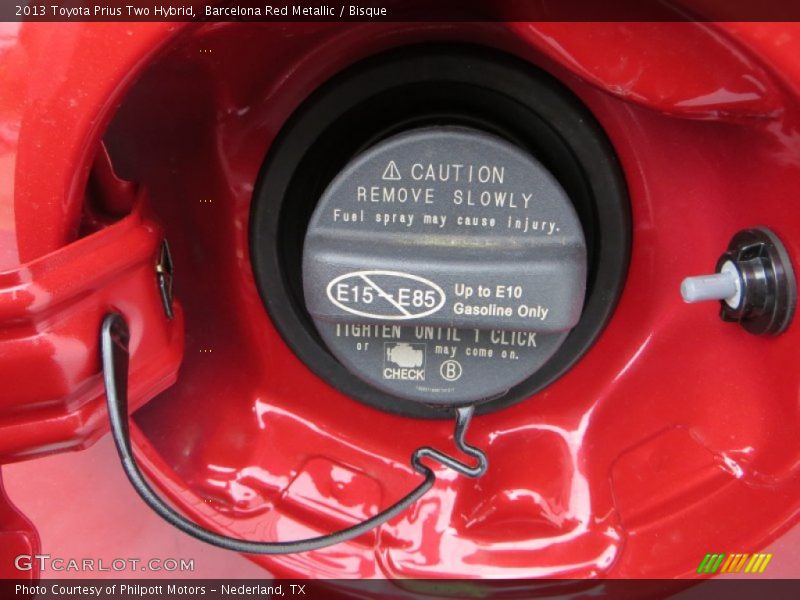 2013 Toyota Prius Two Hybrid, Barcelona Red Metallic / Bisque
⚠ CAUTION
REMOVE SLOWLY
Fuel spray may cause injury.
E15-E85 Up to E10
Gasoline Only
TIGHTEN UNTIL 1 CLICK
or may come on.
CHECK B
GTCARLOT.COM
Photo Courtesy of Philpott Motors – Nederland, TX